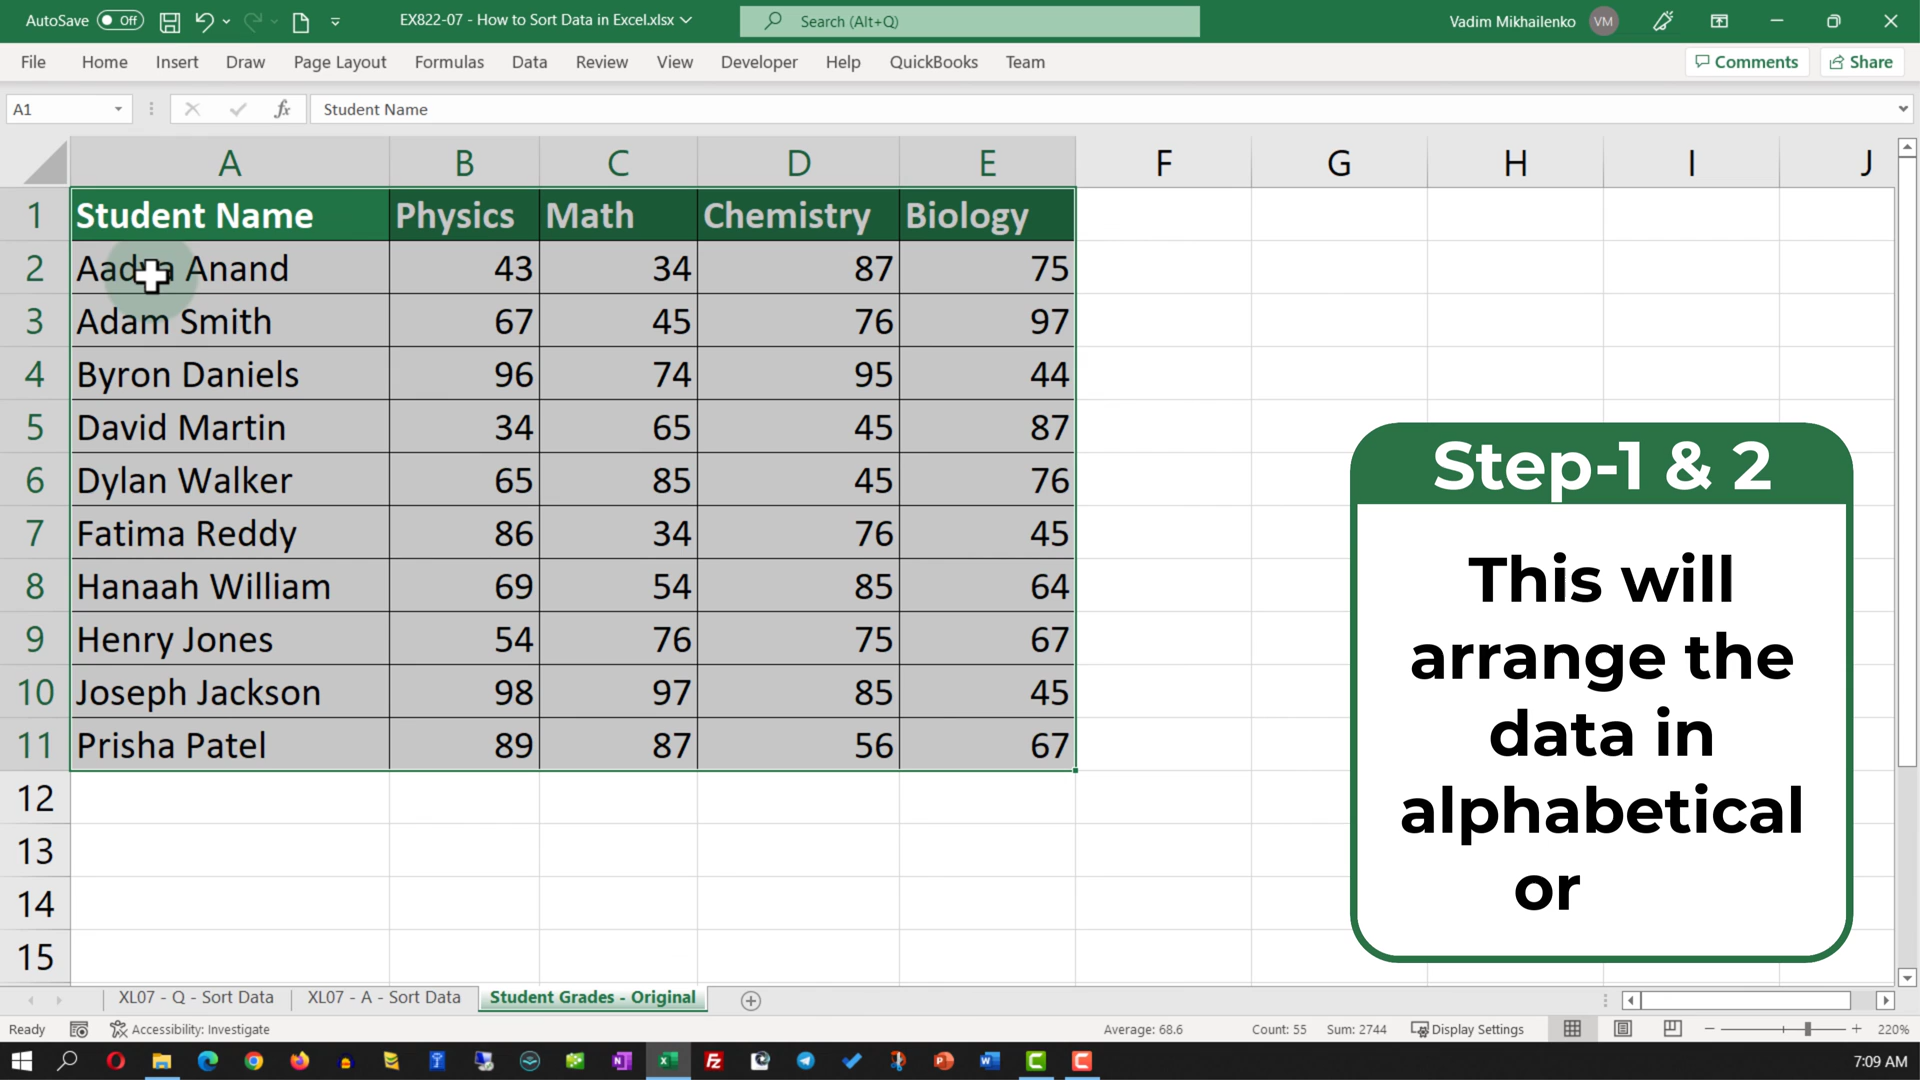 AutoSave Off EX822-07 - How to Sort Data in Excel.xlsx Search (Alt+Q) Vadim Mikhailenko VM
File Home Insert Draw Page Layout Formulas Data Review View Developer Help QuickBooks Team Comments Share
A1 fx Student Name
A B C D E F G H I J
1 Student Name Physics Math Chemistry Biology
2 Anand 43 34 87 75
3 Adam Smith 67 45 76 97
4 Byron Daniels 96 74 95 44
5 David Martin 34 65 45 87
6 Dylan Walker 65 85 45 76
7 Fatima Reddy 86 34 76 45
8 Hanaah William 69 54 85 64
9 Henry Jones 54 76 75 67
10 Joseph Jackson 98 97 85 45
11 Prisha Patel 89 87 56 67
12
13
14
15
Step-1 & 2
This will
arrange the
data in
alphabetical
or
XL07 - Q - Sort Data XL07 - A - Sort Data Student Grades - Original
Ready Accessibility: Investigate Average: 68.6 Count: 55 Sum: 2744 Display Settings 220%
7:09 AM